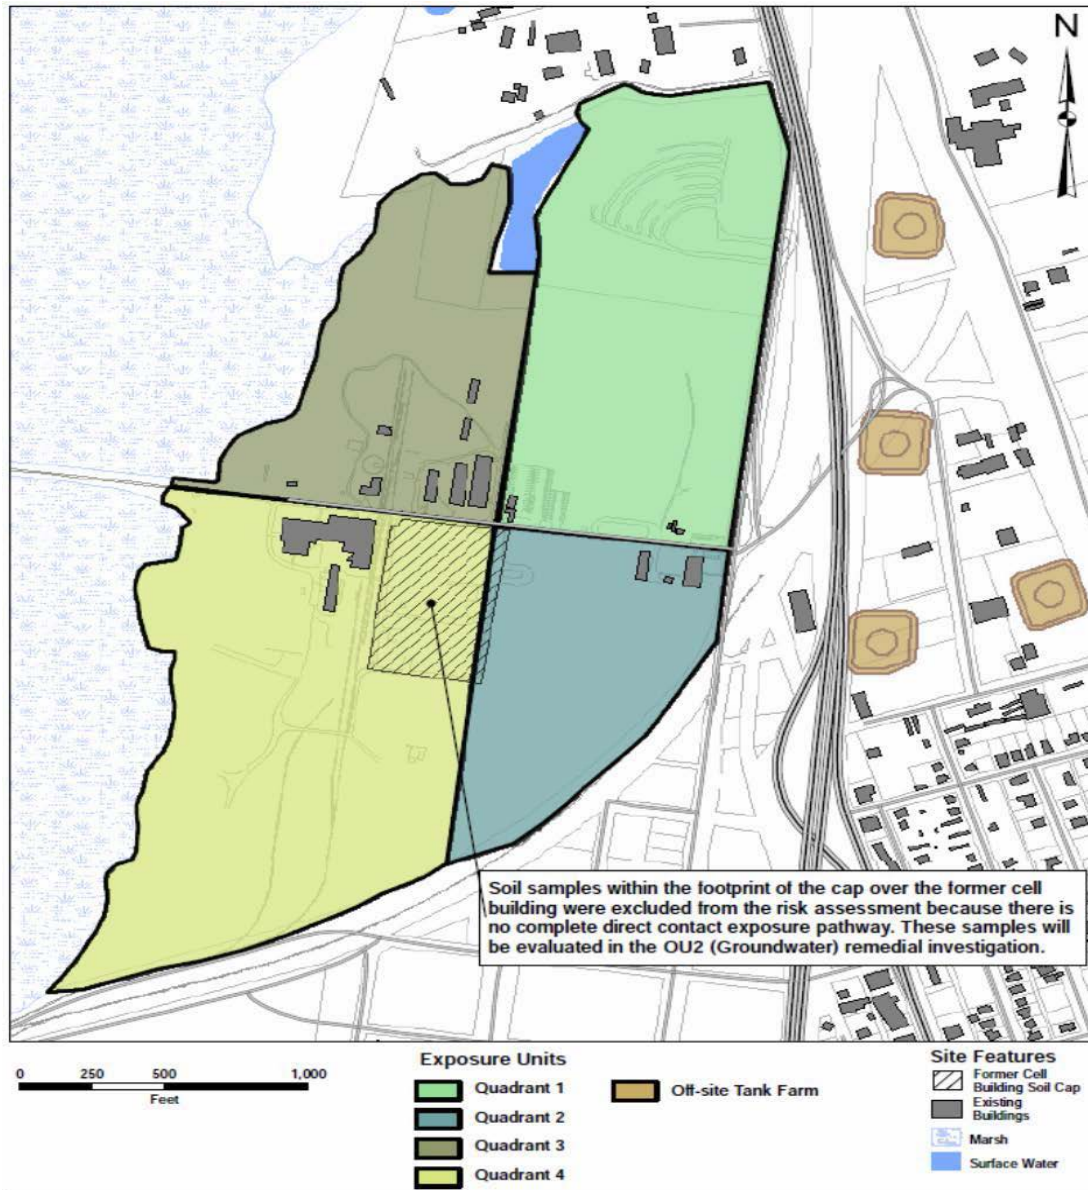 N
Soil samples within the footprint of the cap over the former cell
building were excluded from the risk assessment because there is
no complete direct contact exposure pathway. These samples will
be evaluated in the OU2 (Groundwater) remedial investigation.
0 250 500 1,000
Feet
Exposure Units
Quadrant 1
Quadrant 2
Quadrant 3
Quadrant 4
Off-site Tank Farm
Site Features
Former Cell
Building Soil Cap
Existing
Buildings
Marsh
Surface Water